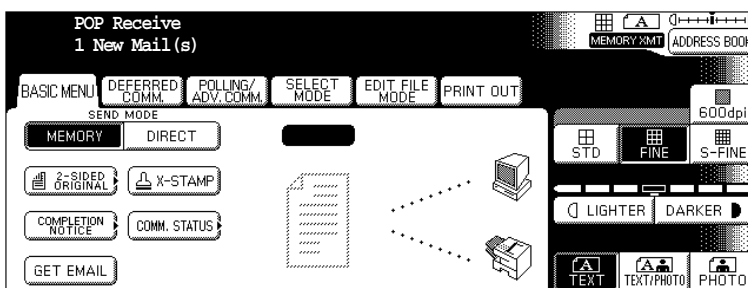 POP Receive
1 New Mail(s)
MEMORY XMT
ADDRESS BOOK
BASIC MENU
DEFERRED COMM.
POLLING/ ADV. COMM.
SELECT MODE
EDIT FILE MODE
PRINT OUT
SEND MODE
MEMORY
DIRECT
2-SIDED ORIGINAL
X-STAMP
COMPLETION NOTICE
COMM. STATUS
GET EMAIL
600dpi
STD
FINE
S-FINE
LIGHTER
DARKER
A
TEXT
A
TEXT/PHOTO
PHOTO